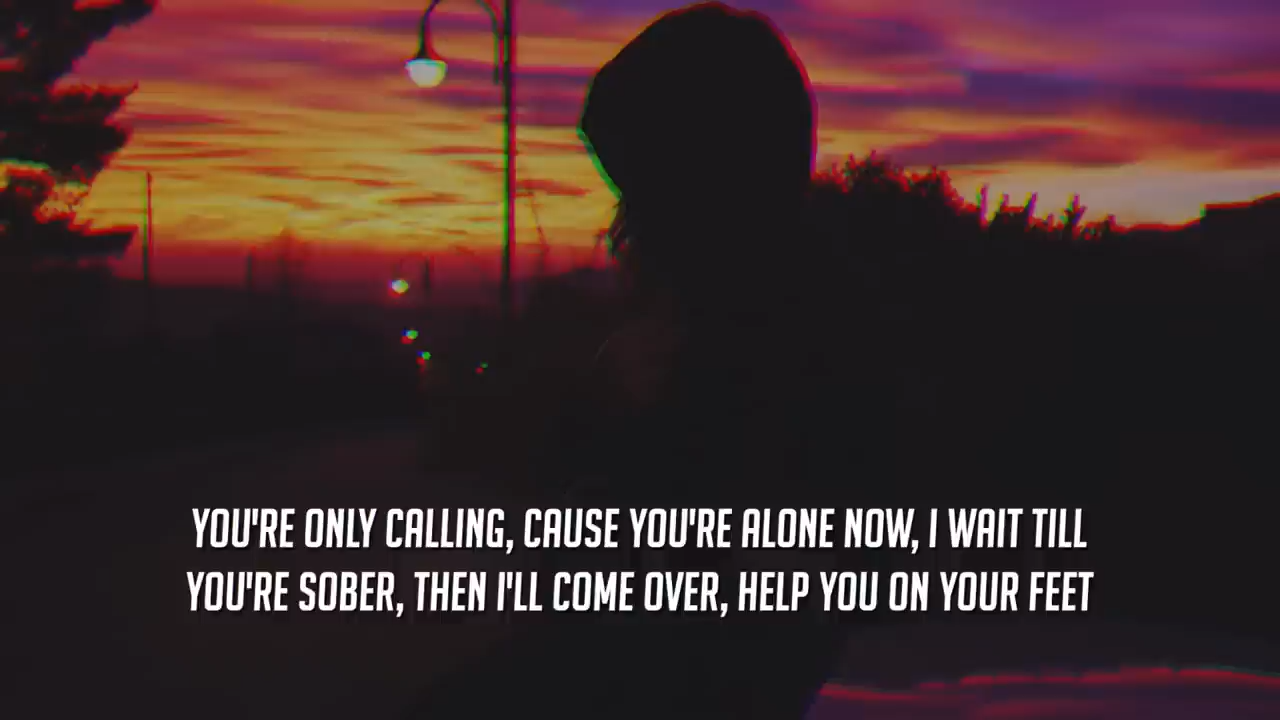 YOU'RE ONLY CALLING, CAUSE YOU'RE ALONE NOW, I WAIT TILL
YOU'RE SOBER, THEN I'LL COME OVER, HELP YOU ON YOUR FEET